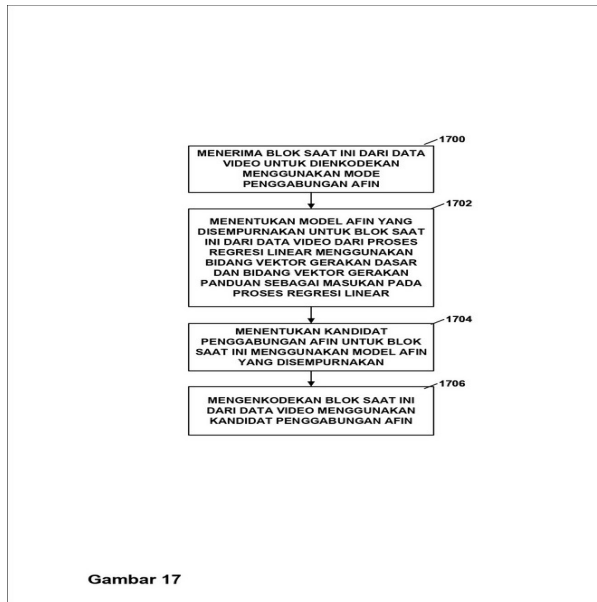 1700
MENERIMA BLOK SAAT INI DARI DATA
VIDEO UNTUK DIENKODEKAN
MENGGUNAKAN MODE
PENGGABUNGAN AFIN
1702
MENENTUKAN MODEL AFIN YANG
DISEMPURNAKAN UNTUK BLOK SAAT
INI DARI DATA VIDEO DARI PROSES
REGRESI LINEAR MENGGUNAKAN
BIDANG VEKTOR GERAKAN DASAR
DAN BIDANG VEKTOR GERAKAN
PANDUAN SEBAGAI MASUKAN PADA
PROSES REGRESI LINEAR
1704
MENENTUKAN KANDIDAT
PENGGABUNGAN AFIN UNTUK BLOK
SAAT INI MENGGUNAKAN MODEL AFIN
YANG DISEMPURNAKAN
1706
MENGENKODEKAN BLOK SAAT INI
DARI DATA VIDEO MENGGUNAKAN
KANDIDAT PENGGABUNGAN AFIN
Gambar 17